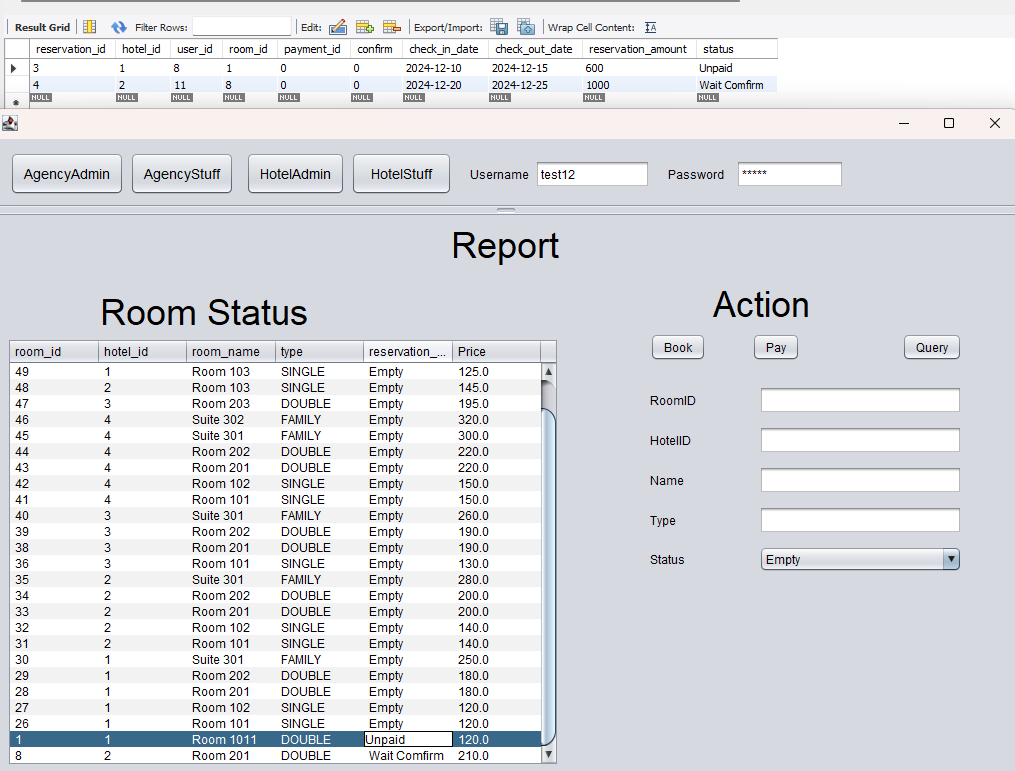 Result Grid Filter Rows: Edit: Export/Import: Wrap Cell Content: IA
reservation_id hotel_id user_id room_id payment_id confirm check_in_date check_out_date reservation_amount status
3 1 8 1 0 0 2024-12-10 2024-12-15 600 Unpaid
4 2 11 8 0 0 2024-12-20 2024-12-25 1000 Wait Comfirm
NULL NULL NULL NULL NULL NULL NULL NULL NULL NULL
AgencyAdmin AgencyStuff HotelAdmin HotelStuff Username test12 Password *****
Report
Room Status
Action
Book Pay Query
RoomID
HotelID
Name
Type
Status Empty
room_id hotel_id room_name type reservation_... Price
49 1 Room 103 SINGLE Empty 125.0
48 2 Room 103 SINGLE Empty 145.0
47 3 Room 203 DOUBLE Empty 195.0
46 4 Suite 302 FAMILY Empty 320.0
45 4 Suite 301 FAMILY Empty 300.0
44 4 Room 202 DOUBLE Empty 220.0
43 4 Room 201 DOUBLE Empty 220.0
42 4 Room 102 SINGLE Empty 150.0
41 4 Room 101 SINGLE Empty 150.0
40 3 Suite 301 FAMILY Empty 260.0
39 3 Room 202 DOUBLE Empty 190.0
38 3 Room 201 DOUBLE Empty 190.0
36 3 Room 101 SINGLE Empty 130.0
35 2 Suite 301 FAMILY Empty 280.0
34 2 Room 202 DOUBLE Empty 200.0
33 2 Room 201 DOUBLE Empty 200.0
32 2 Room 102 SINGLE Empty 140.0
31 2 Room 101 SINGLE Empty 140.0
30 1 Suite 301 FAMILY Empty 250.0
29 1 Room 202 DOUBLE Empty 180.0
28 1 Room 201 DOUBLE Empty 180.0
27 1 Room 102 SINGLE Empty 120.0
26 1 Room 101 SINGLE Empty 120.0
1 1 Room 1011 DOUBLE Unpaid 120.0
8 2 Room 201 DOUBLE Wait Comfirm 210.0